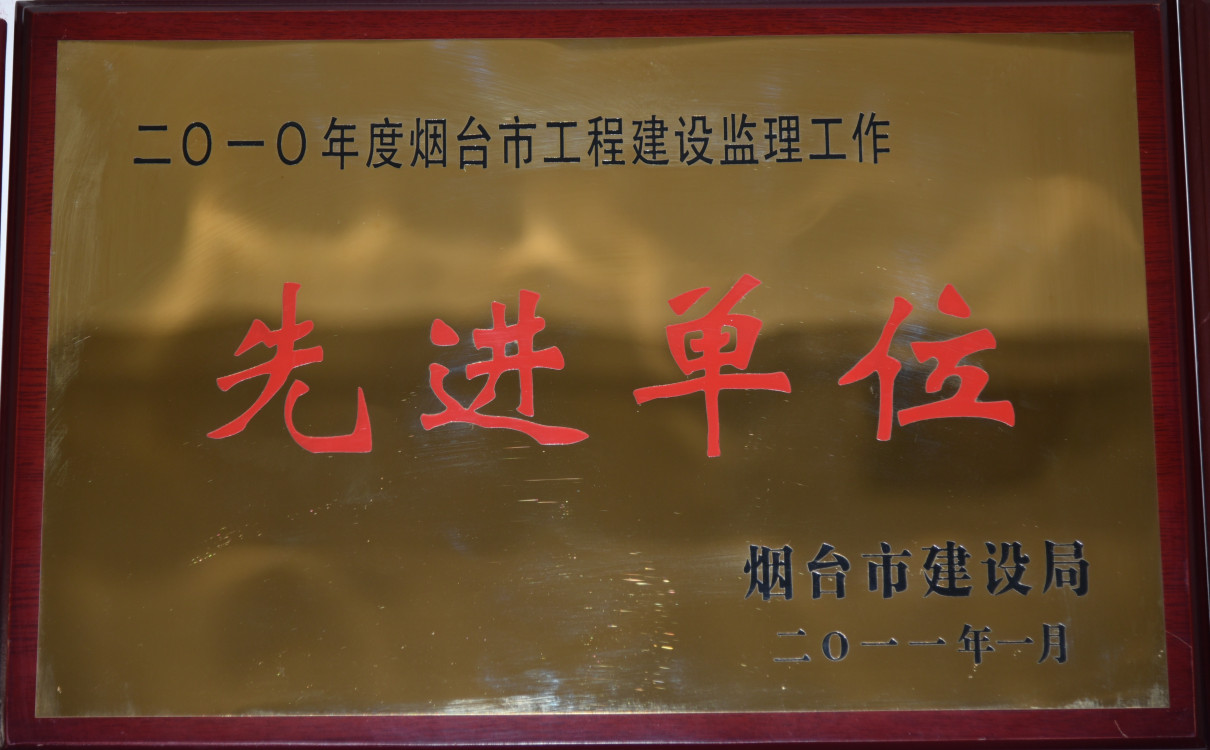 二〇一〇年度烟台市工程建设监理工作
先进单位
烟台市建设局
二〇一一年一月